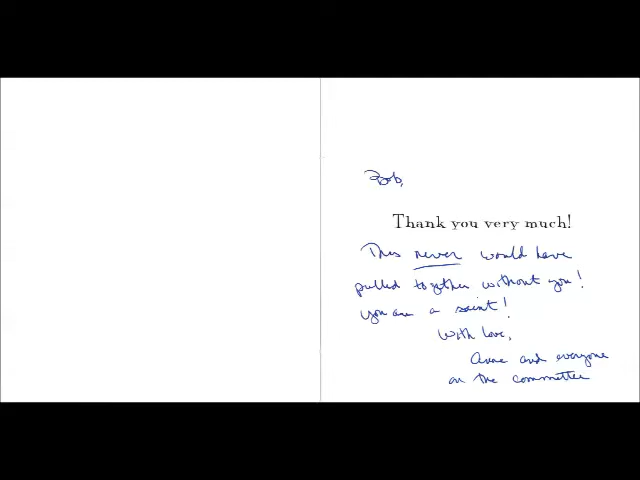 Bob,
Thank you very much!
This never would have
pulled together without you!
You are a saint!
With love,
Anne and everyone
on the committee